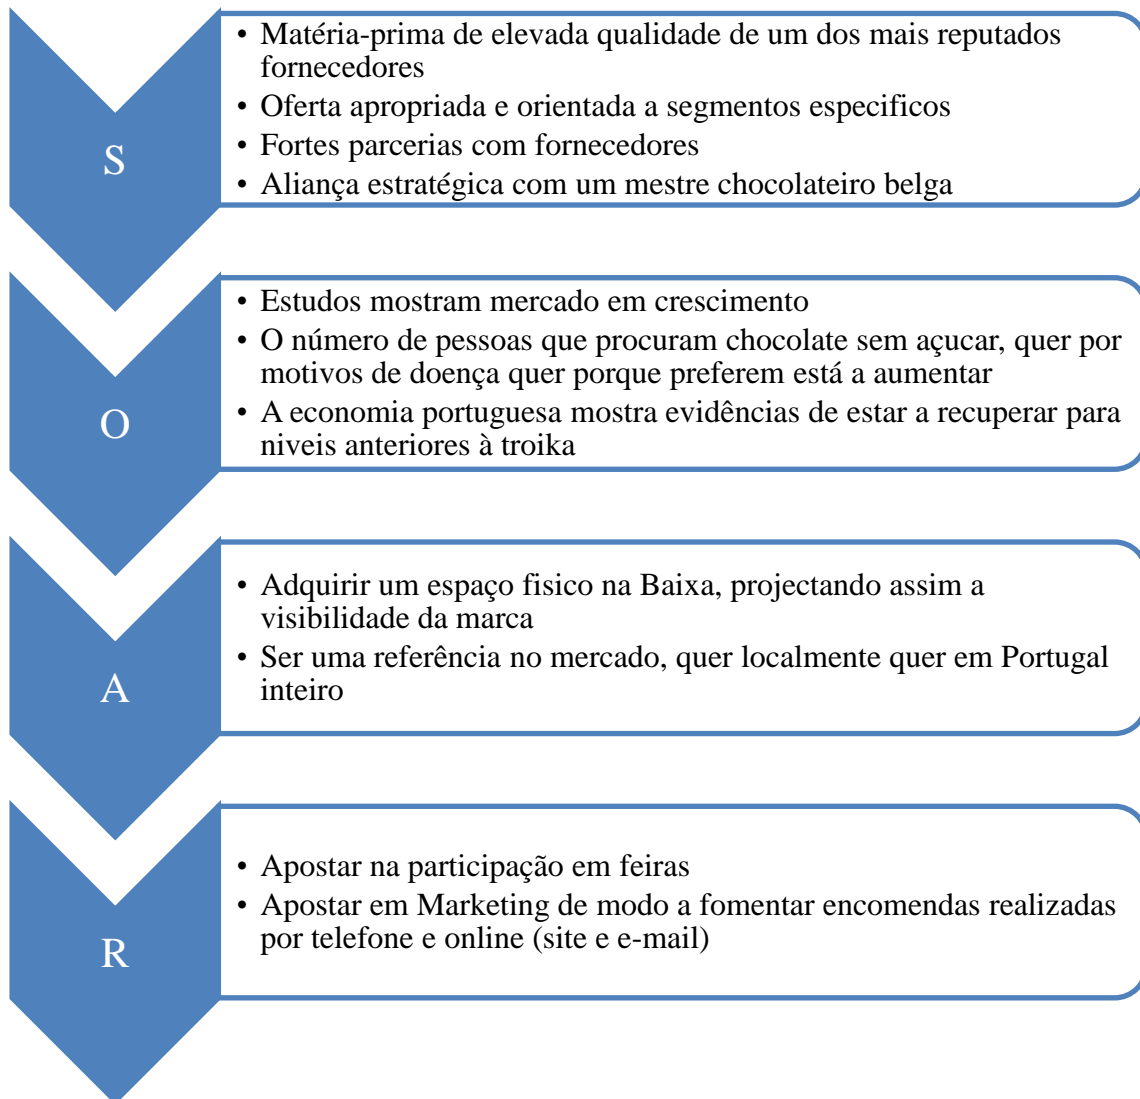 S
• Matéria-prima de elevada qualidade de um dos mais reputados
fornecedores
• Oferta apropriada e orientada a segmentos especificos
• Fortes parcerias com fornecedores
• Aliança estratégica com um mestre chocolateiro belga
O
• Estudos mostram mercado em crescimento
• O número de pessoas que procuram chocolate sem açucar, quer por
motivos de doença quer porque preferem está a aumentar
• A economia portuguesa mostra evidências de estar a recuperar para
niveis anteriores à troika
A
• Adquirir um espaço fisico na Baixa, projectando assim a
visibilidade da marca
• Ser uma referência no mercado, quer localmente quer em Portugal
inteiro
R
• Apostar na participação em feiras
• Apostar em Marketing de modo a fomentar encomendas realizadas
por telefone e online (site e e-mail)